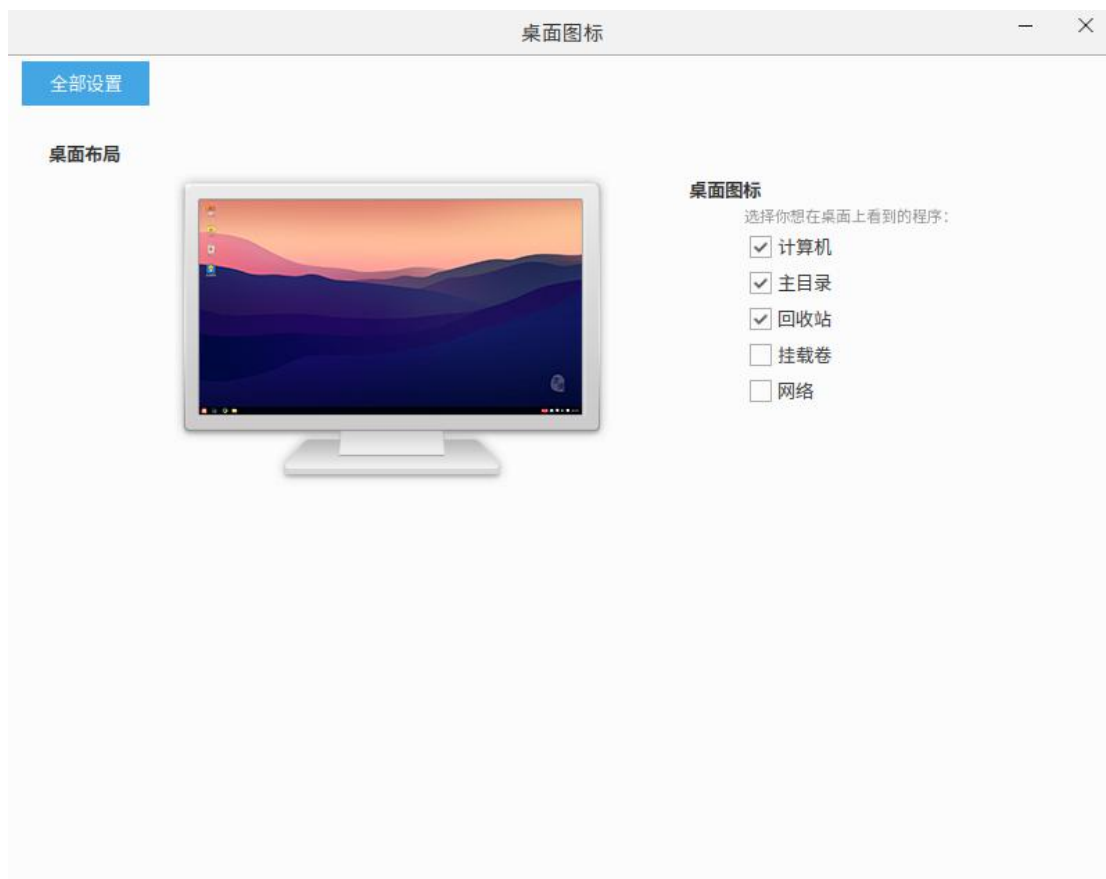 桌面图标
全部设置
桌面布局
桌面图标
选择你想在桌面上看到的程序：
计算机
主目录
回收站
挂载卷
网络